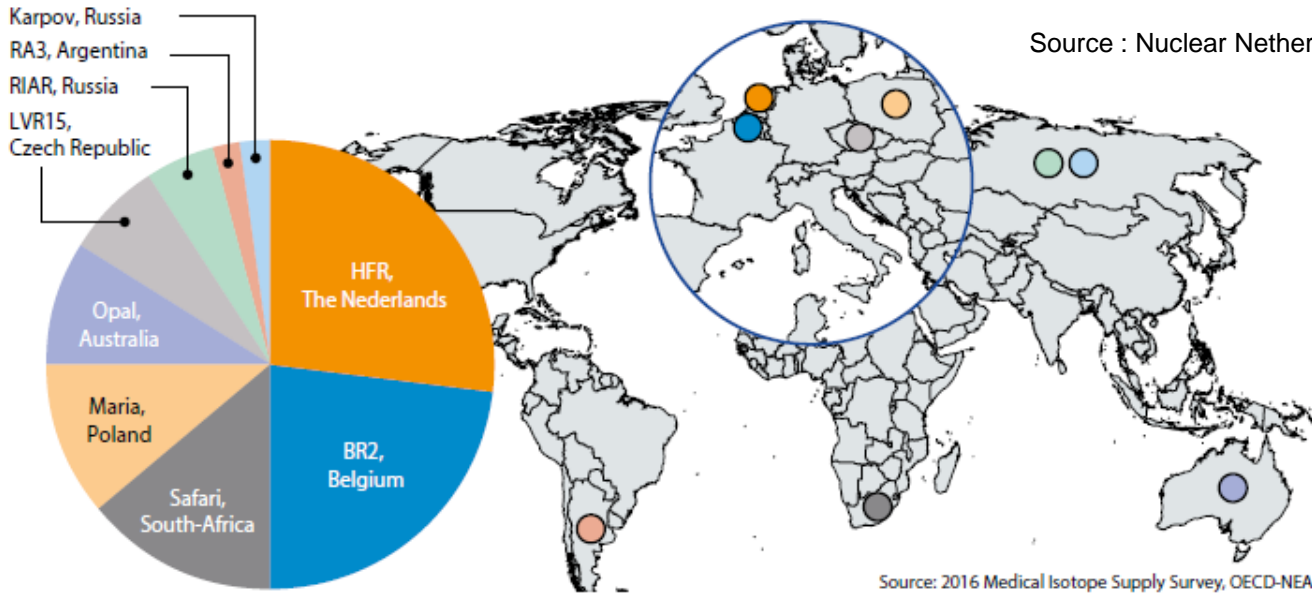 Karpov, Russia
RA3, Argentina
RIAR, Russia
LVR15,
Czech Republic
Source : Nuclear Nether
HFR,
The Nederlands
Opal,
Australia
Maria,
Poland
BR2,
Belgium
Safari,
South-Africa
Source: 2016 Medical Isotope Supply Survey, OECD-NEA